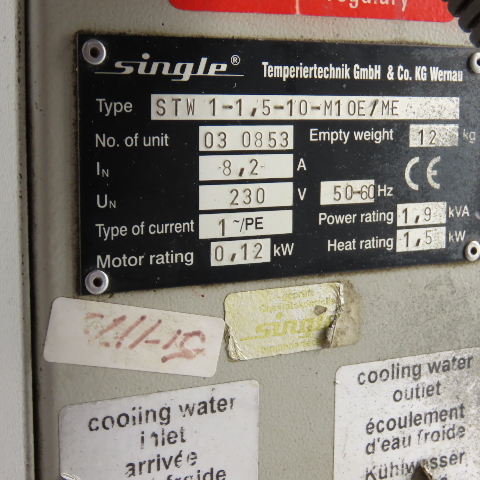 regulary
single® Temperiertechnik GmbH & Co. KG Wernau
Type STW 1-1,5-10-M10E/ME
No. of unit 03 0853 Empty weight 12 kg
IN 8,2 A
UN 230 V 50-60 Hz
Type of current 1~/PE Power rating 1,9 kVA
Motor rating 0,12 kW Heat rating 1,5 kW
CE
single
cooling water
inlet
arrivée
froide
cooling water
outlet
écoulement
d'eau froide
Kühlwasser